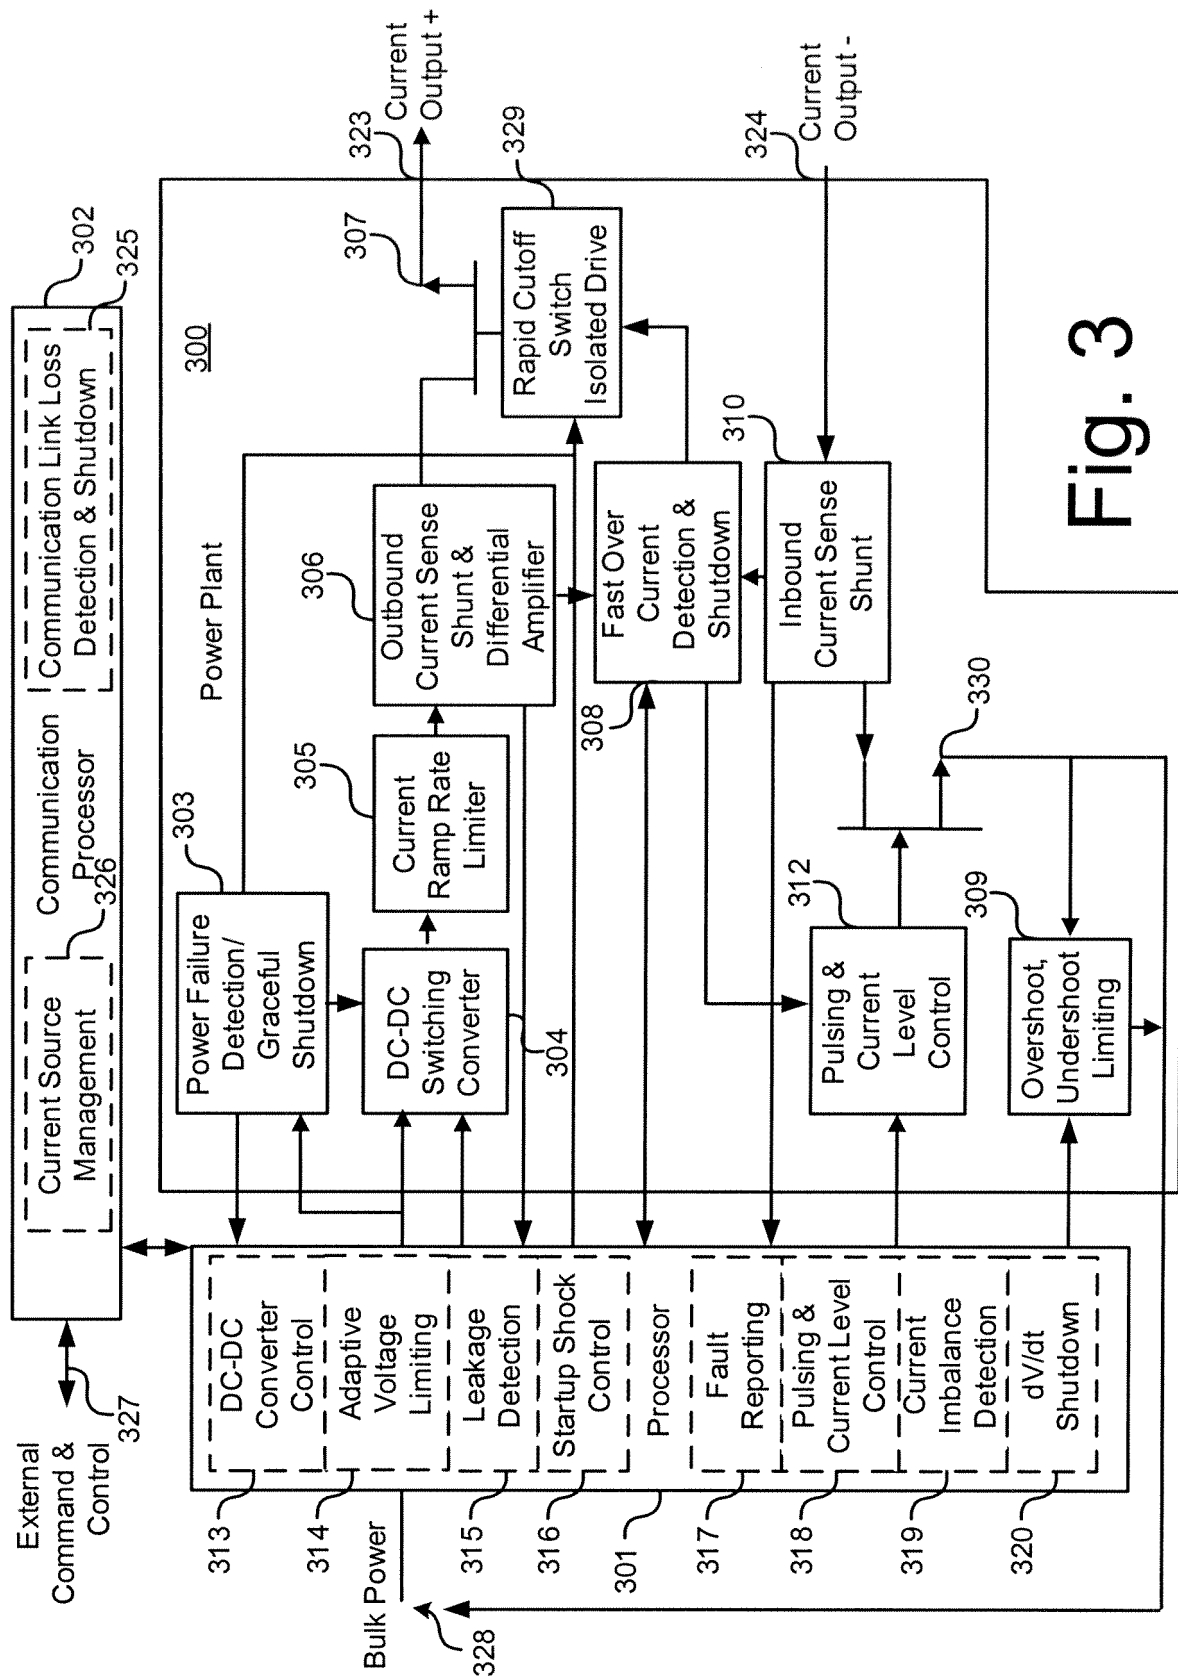 External
Command &
Control
327
Current Source
Management
326
Communication
Processor
Communication Link Loss
Detection & Shutdown
302
325
313
DC-DC
Converter
Control
314
Adaptive
Voltage
Limiting
315
Leakage
Detection
316
Startup Shock
Control
301
Processor
317
Fault
Reporting
318
Pulsing &
Current Level
Control
319
Current
Imbalance
Detection
320
dV/dt
Shutdown
Bulk Power
328
Power Plant
300
303
Power Failure
Detection/
Graceful
Shutdown
DC-DC
Switching
Converter
304
305
Current
Ramp Rate
Limiter
306
Outbound
Current Sense
Shunt &
Differential
Amplifier
307
323
Current
Output +
329
Rapid Cutoff
Switch
Isolated Drive
308
Fast Over
Current
Detection &
Shutdown
310
Inbound
Current Sense
Shunt
324
Current
Output -
312
Pulsing &
Current
Level
Control
330
309
Overshoot,
Undershoot
Limiting
Fig. 3